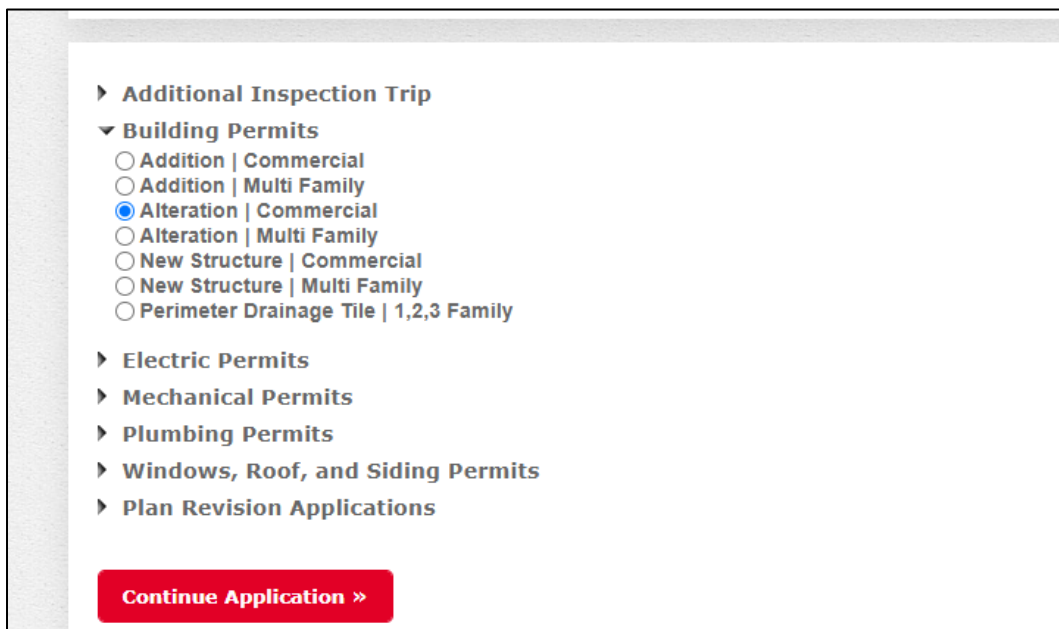 Additional Inspection Trip
Building Permits
Addition | Commercial
Addition | Multi Family
Alteration | Commercial
Alteration | Multi Family
New Structure | Commercial
New Structure | Multi Family
Perimeter Drainage Tile | 1,2,3 Family
Electric Permits
Mechanical Permits
Plumbing Permits
Windows, Roof, and Siding Permits
Plan Revision Applications
Continue Application »